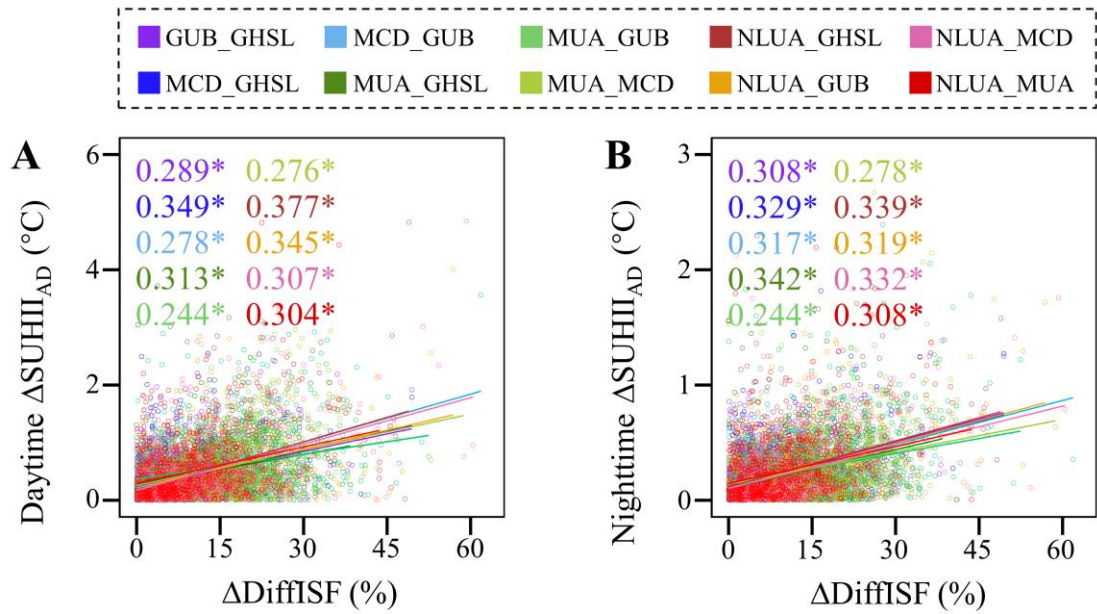 GUB_GHSL MCD_GUB MUA_GUB NLUA_GHSL NLUA_MCD
MCD_GHSL MUA_GHSL MUA_MCD NLUA_GUB NLUA_MUA
A
Daytime ΔSUHII_AD (°C)
6
4
2
0
0.289* 0.276*
0.349* 0.377*
0.278* 0.345*
0.313* 0.307*
0.244* 0.304*
0 15 30 45 60
ΔDiffISF (%)
B
Nighttime ΔSUHII_AD (°C)
3
2
1
0
0.308* 0.278*
0.329* 0.339*
0.317* 0.319*
0.342* 0.332*
0.244* 0.308*
0 15 30 45 60
ΔDiffISF (%)